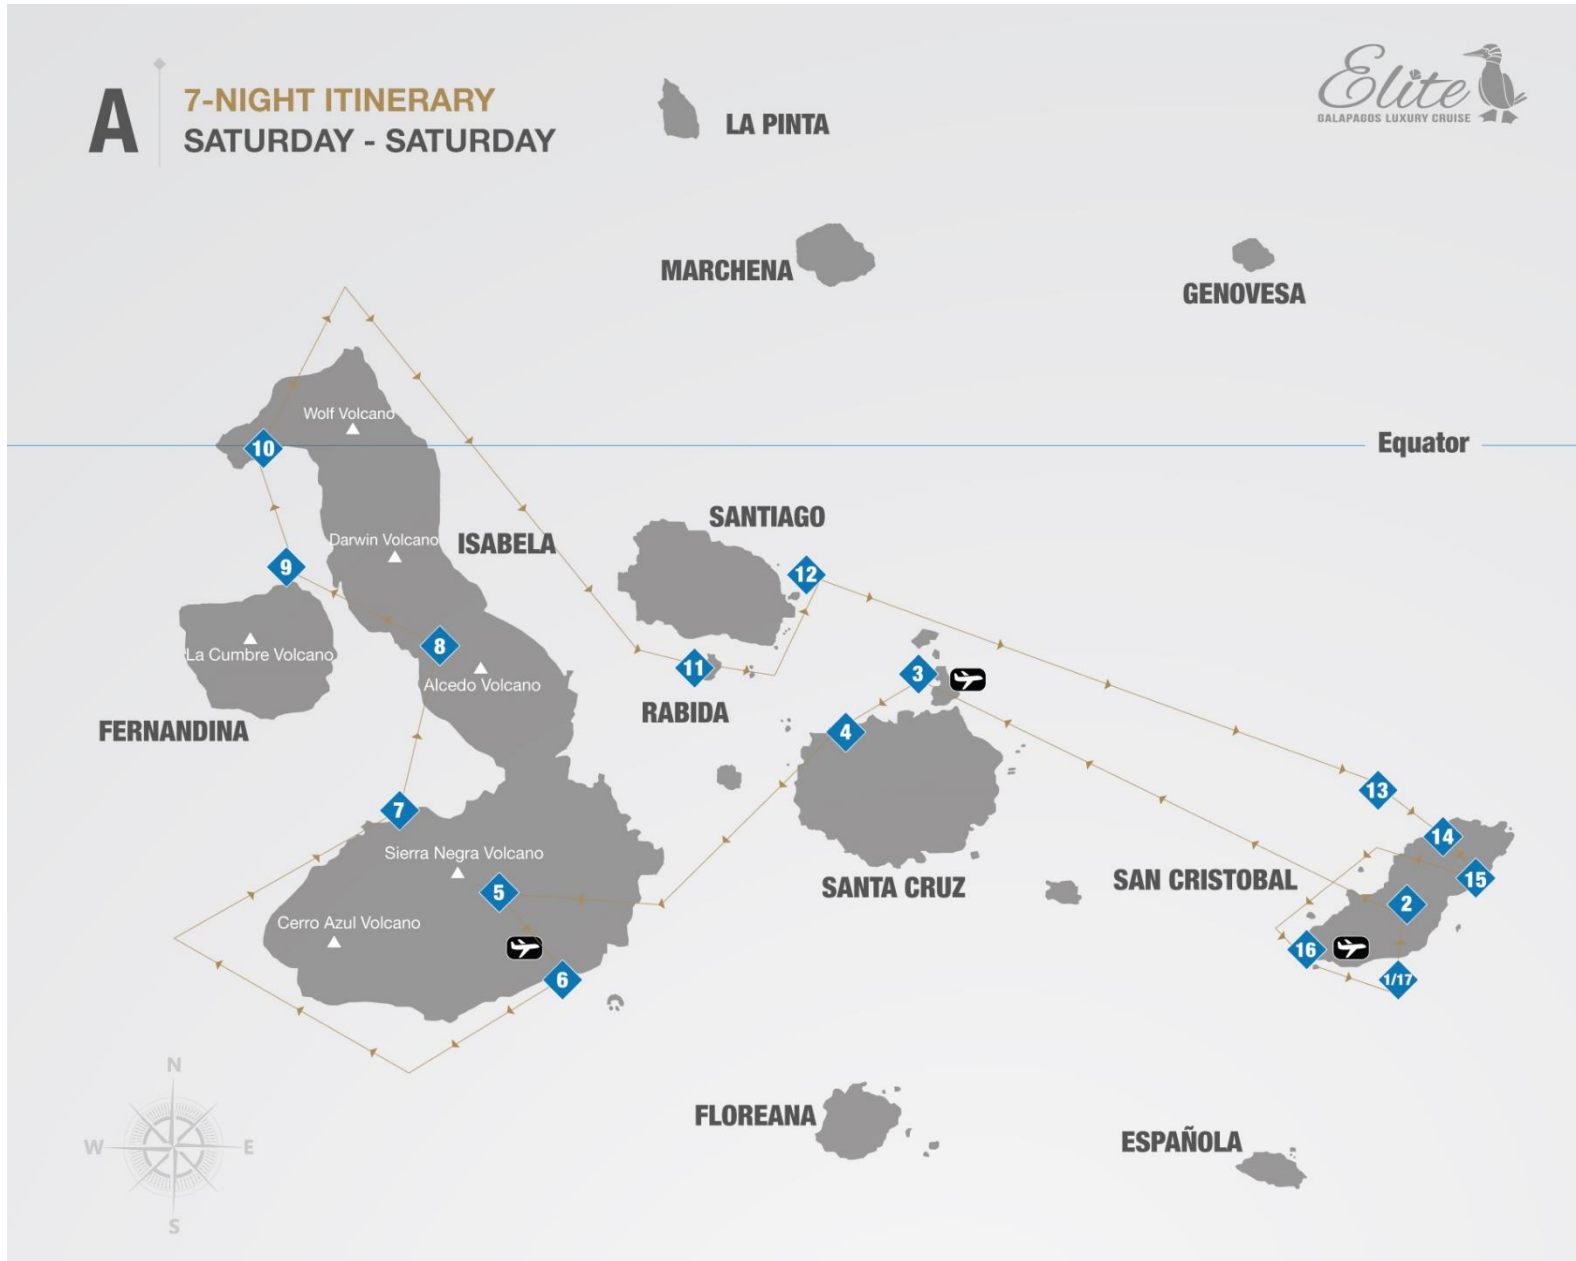 A
7-NIGHT ITINERARY
SATURDAY - SATURDAY
Elite
GALAPAGOS LUXURY CRUISE
LA PINTA
MARCHENA
GENOVESA
Wolf Volcano
10
Equator
SANTIAGO
Darwin Volcano
ISABELA
9
12
8
La Cumbre Volcano
11
3
Alcedo Volcano
RABIDA
FERNANDINA
4
13
7
14
Sierra Negra Volcano
5
SANTA CRUZ
SAN CRISTOBAL
15
2
Cerro Azul Volcano
16
6
1/17
N
W
E
S
FLOREANA
ESPAÑOLA